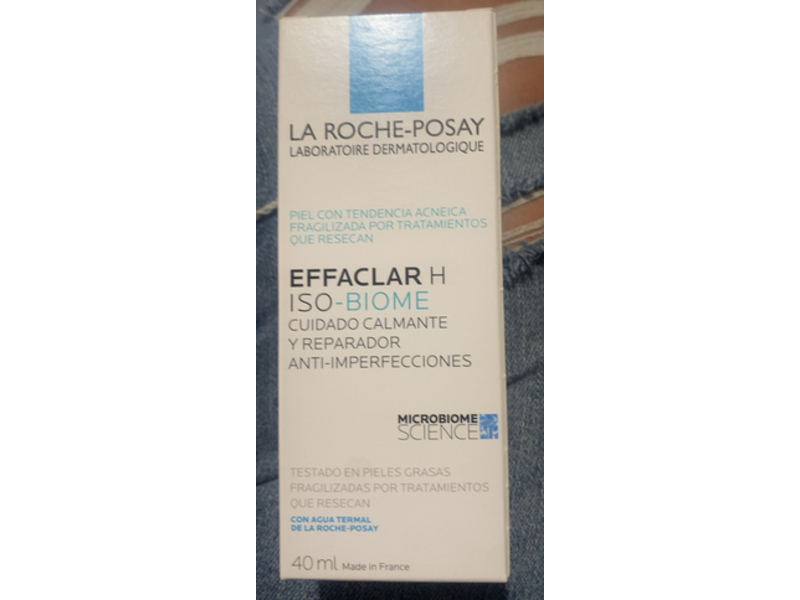 LA ROCHE-POSAY
LABORATOIRE DERMATOLOGIQUE
PIEL CON TENDENCIA ACNEICA
FRAGILIZADA POR TRATAMIENTOS
QUE RESECAN
EFFACLAR H
ISO-BIOME
CUIDADO CALMANTE
Y REPARADOR
ANTI-IMPERFECCIONES
MICROBIOME
SCIENCE
TESTADO EN PIELES GRASAS
FRAGILIZADAS POR TRATAMIENTOS
QUE RESECAN
CON AGUA TERMAL
DE LA ROCHE-POSAY
40 ml Made in France